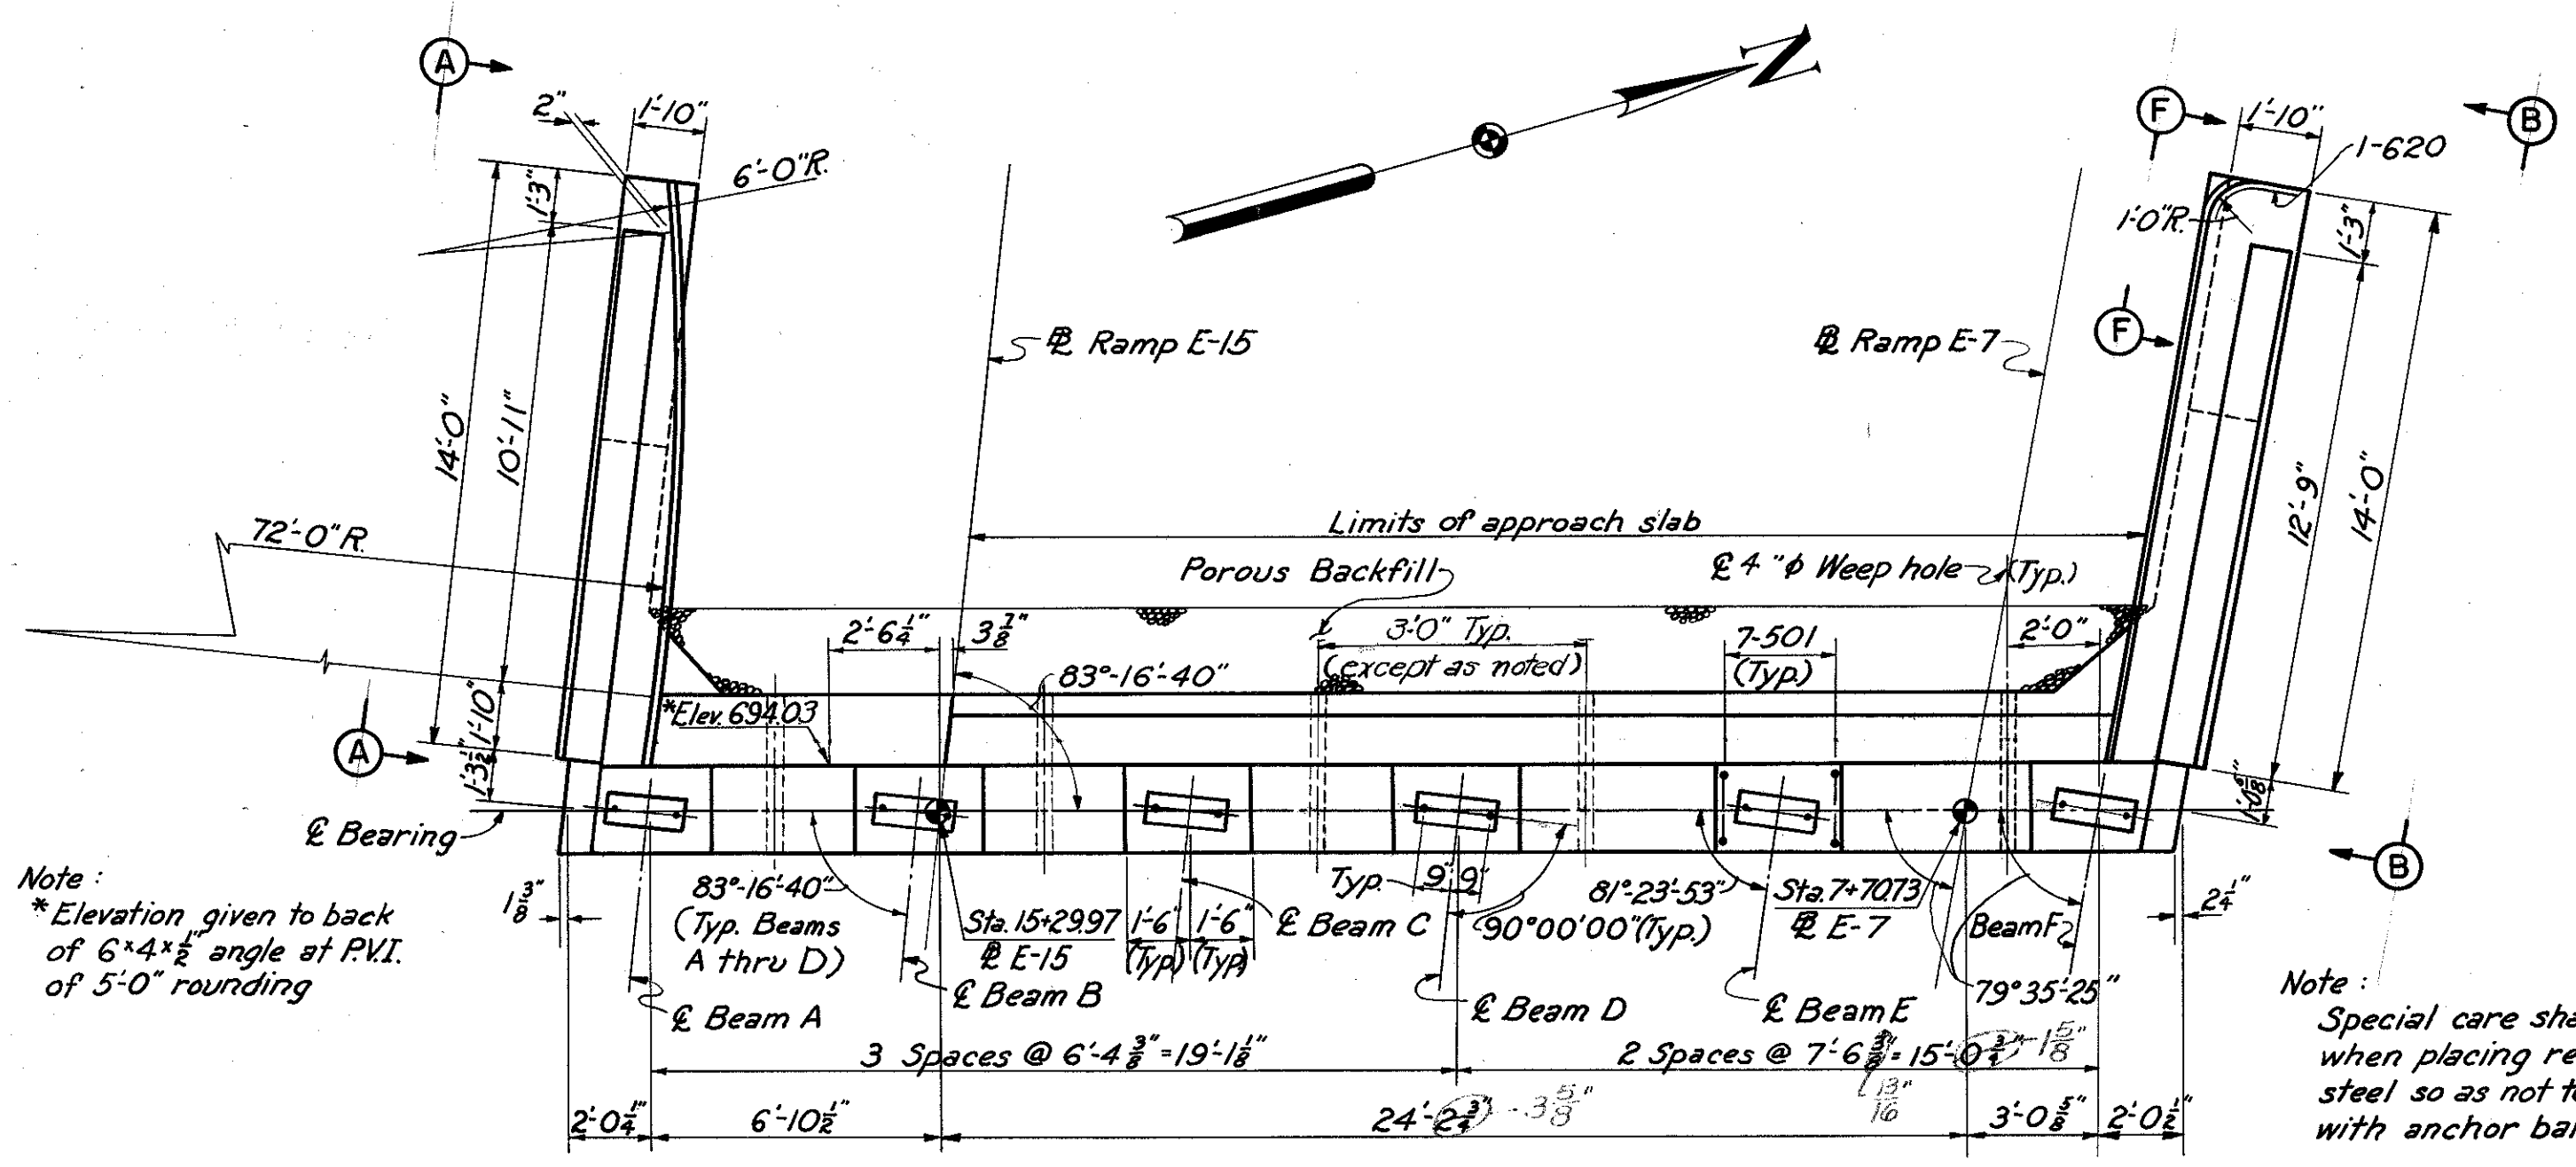 A
2"
1'-10"
6'-0"R.
N
F
1'-10"
B
1-620
1'-3"
1'-0"R.
1'-3"
℞ Ramp E-15
℞ Ramp E-7
F
14'-0"
10'-11"
12'-9"
14'-0"
72'-0"R.
Limits of approach slab
Porous Backfill
℄ 4"ϕ Weep hole (Typ.)
2'-6¼"
3⅞"
3'-0" Typ.
(except as noted)
7-501
(Typ.)
2'-0"
83°-16'-40"
*Elev. 694.03
A
1'-10"
1'-3½"
℄ Bearing
B
Note :
* Elevation given to back
of 6×4×½" angle at P.V.I.
of 5'-0" rounding
1⅜"
83°-16'-40"
(Typ. Beams
A thru D)
Sta. 15+29.97
℞ E-15
1'-6"
(Typ)
1'-6"
(Typ)
℄ Beam C
Typ. 9" 9"
90°00'00"(Typ.)
81°-23'-53"
Sta. 7+70.73
℞ E-7
Beam F
2¼"
79°35'-25"
℄ Beam A
℄ Beam B
℄ Beam D
℄ Beam E
Note :
Special care sha
when placing re
steel so as not t
with anchor ba
3 Spaces @ 6'-4⅜" = 19'-1⅛"
2 Spaces @ 7'-6⅜" = 15'-0¾" -1⅝"
13/16"
2'-0¼"
6'-10½"
24'-2¾" -3⅝"
3'-0⅝"
2'-0½"